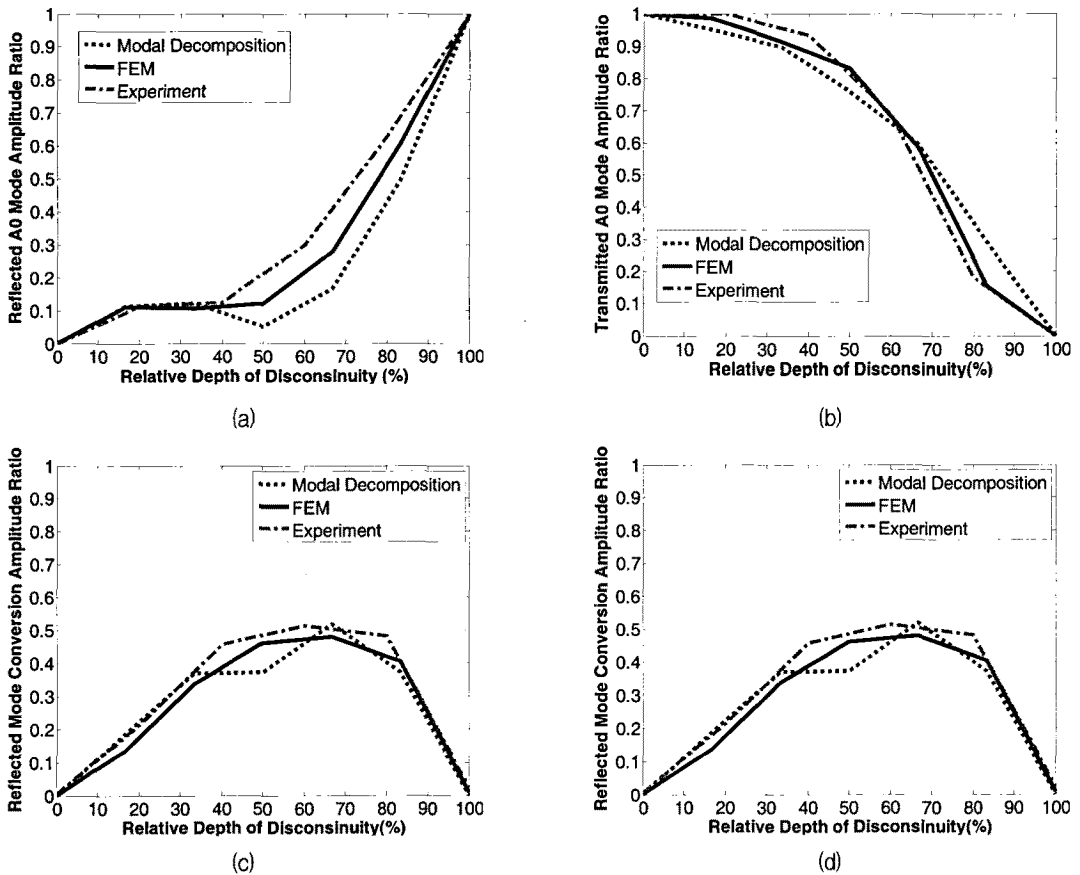 Reflected A0 Mode Amplitude Ratio
1
0.9
0.8
0.7
0.6
0.5
0.4
0.3
0.2
0.1
0
Modal Decomposition
FEM
Experiment
0 10 20 30 40 50 60 70 80 90 100
Relative Depth of Disconsinuity (%)
(a)
Transmitted A0 Mode Amplitude Ratio
1
0.9
0.8
0.7
0.6
0.5
0.4
0.3
0.2
0.1
0
Modal Decomposition
FEM
Experiment
0 10 20 30 40 50 60 70 80 90 100
Relative Depth of Disconsinuity(%)
(b)
Reflected Mode Conversion Amplitude Ratio
1
0.9
0.8
0.7
0.6
0.5
0.4
0.3
0.2
0.1
0
Modal Decomposition
FEM
Experiment
0 10 20 30 40 50 60 70 80 90 100
Relative Depth of Disconsinuity(%)
(c)
Reflected Mode Conversion Amplitude Ratio
1
0.9
0.8
0.7
0.6
0.5
0.4
0.3
0.2
0.1
0
Modal Decomposition
FEM
Experiment
0 10 20 30 40 50 60 70 80 90 100
Relative Depth of Disconsinuity(%)
(d)